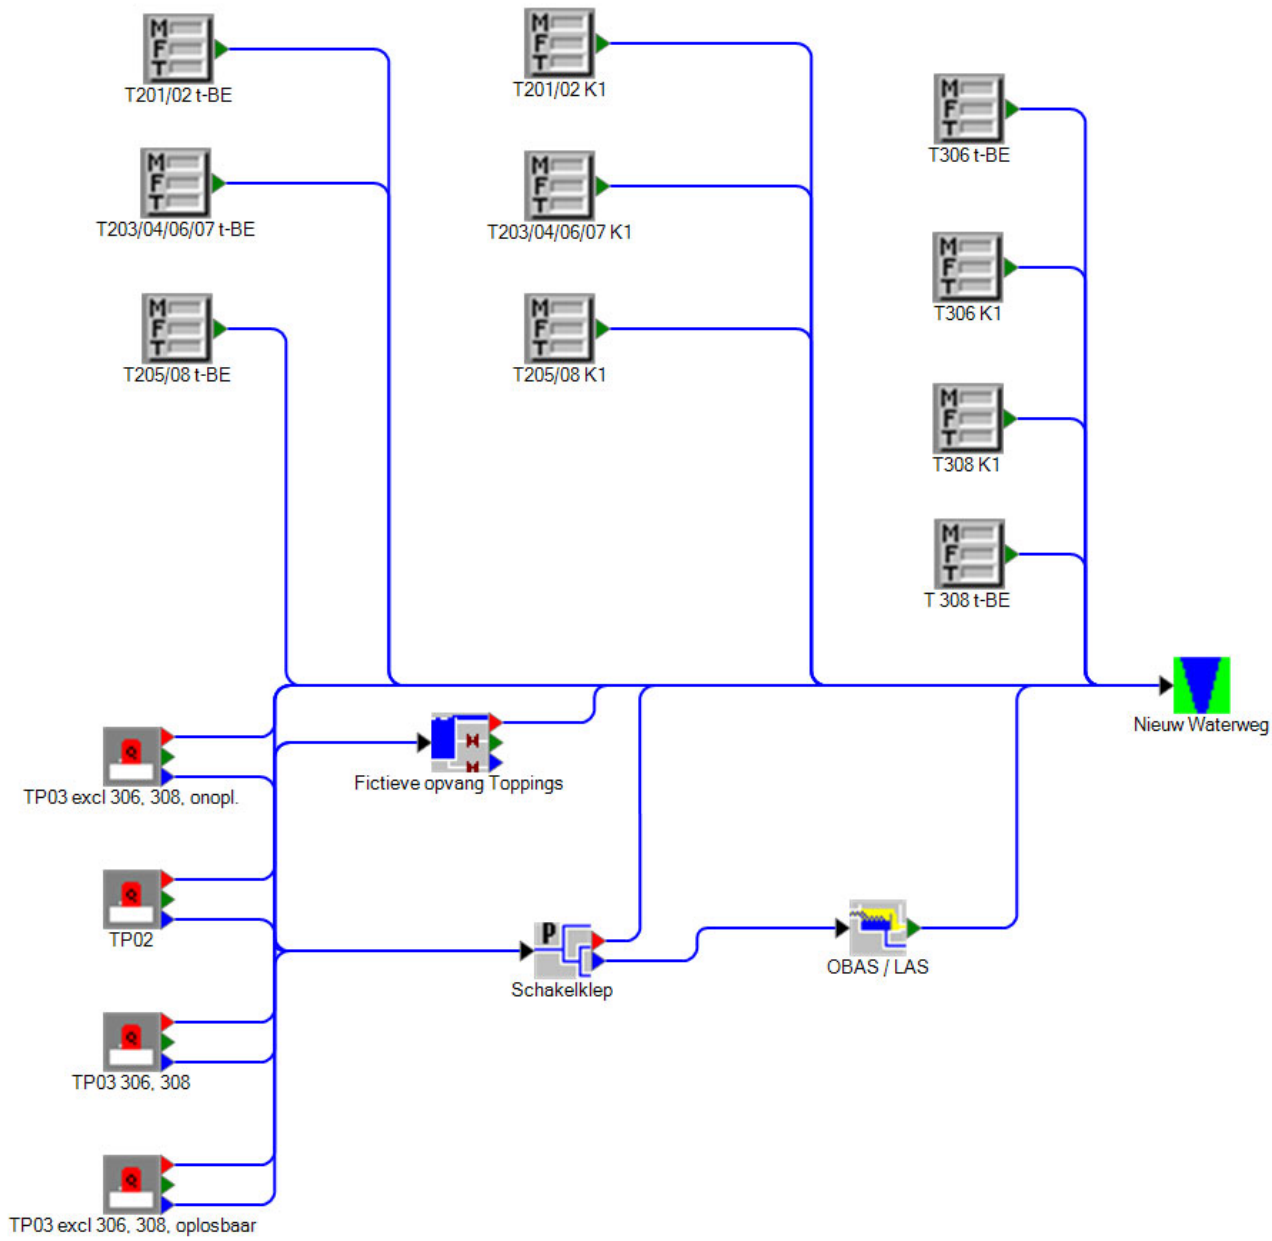 M
F
T
T201/02 t-BE
M
F
T
T201/02 K1
M
F
T
T306 t-BE
M
F
T
T203/04/06/07 t-BE
M
F
T
T203/04/06/07 K1
M
F
T
T306 K1
M
F
T
T205/08 t-BE
M
F
T
T205/08 K1
M
F
T
T308 K1
M
F
T
T 308 t-BE
Nieuw Waterweg
Fictieve opvang Toppings
Q
TP03 excl 306, 308, onopl.
Q
TP02
P
Schakelklep
OBAS / LAS
Q
TP03 306, 308
Q
TP03 excl 306, 308, oplosbaar